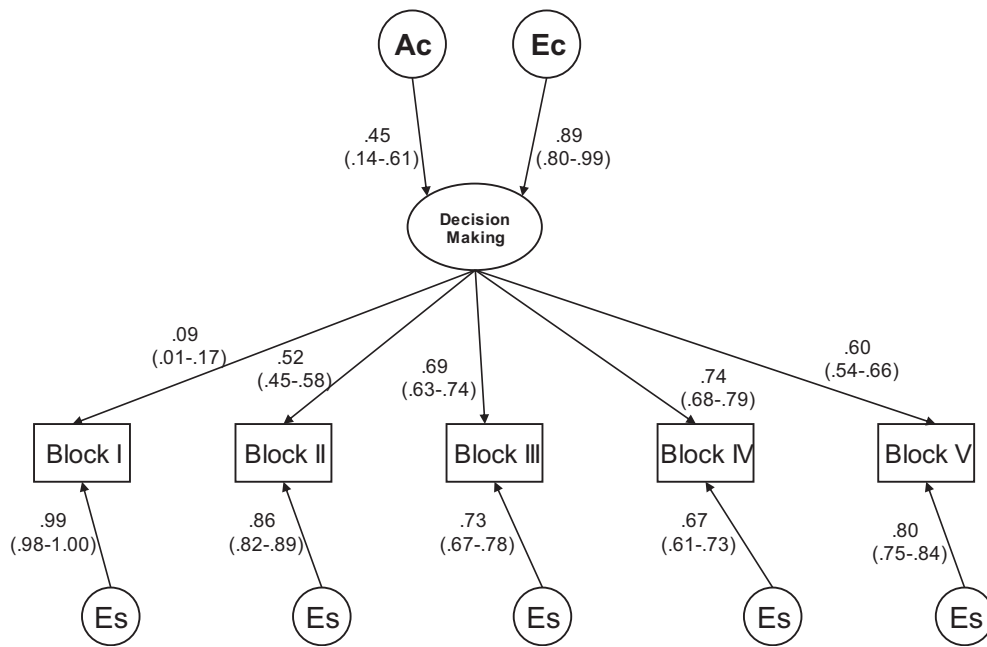 Ac
Ec
.45
(.14-.61)
.89
(.80-.99)
Decision
Making
.09
(.01-.17)
.52
(.45-.58)
.69
(.63-.74)
.74
(.68-.79)
.60
(.54-.66)
Block I
Block II
Block III
Block IV
Block V
.99
(.98-1.00)
.86
(.82-.89)
.73
(.67-.78)
.67
(.61-.73)
.80
(.75-.84)
Es
Es
Es
Es
Es